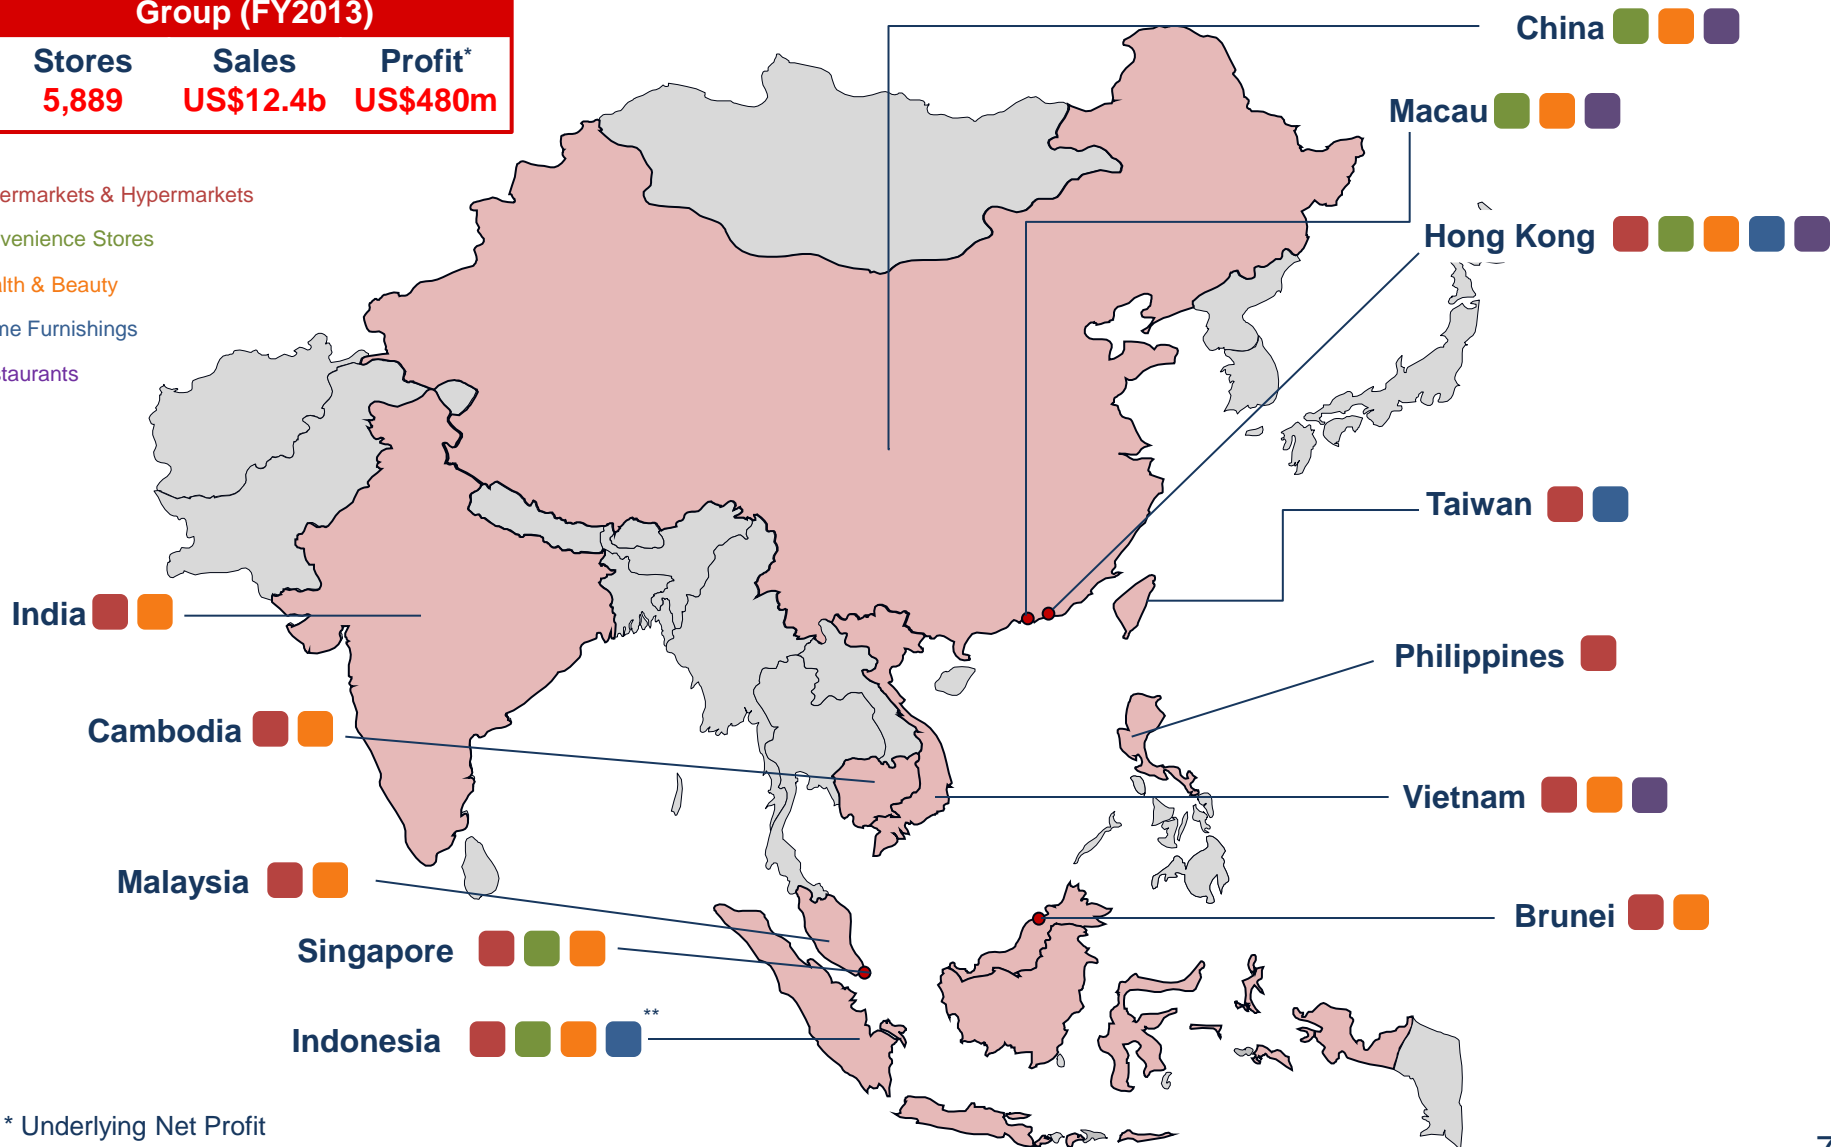 Group (FY2013)
Stores Sales Profit*
5,889 US$12.4b US$480m
ermarkets & Hypermarkets
venience Stores
lth & Beauty
me Furnishings
staurants
China
Macau
Hong Kong
Taiwan
India
Philippines
Cambodia
Vietnam
Malaysia
Brunei
Singapore
Indonesia **
* Underlying Net Profit